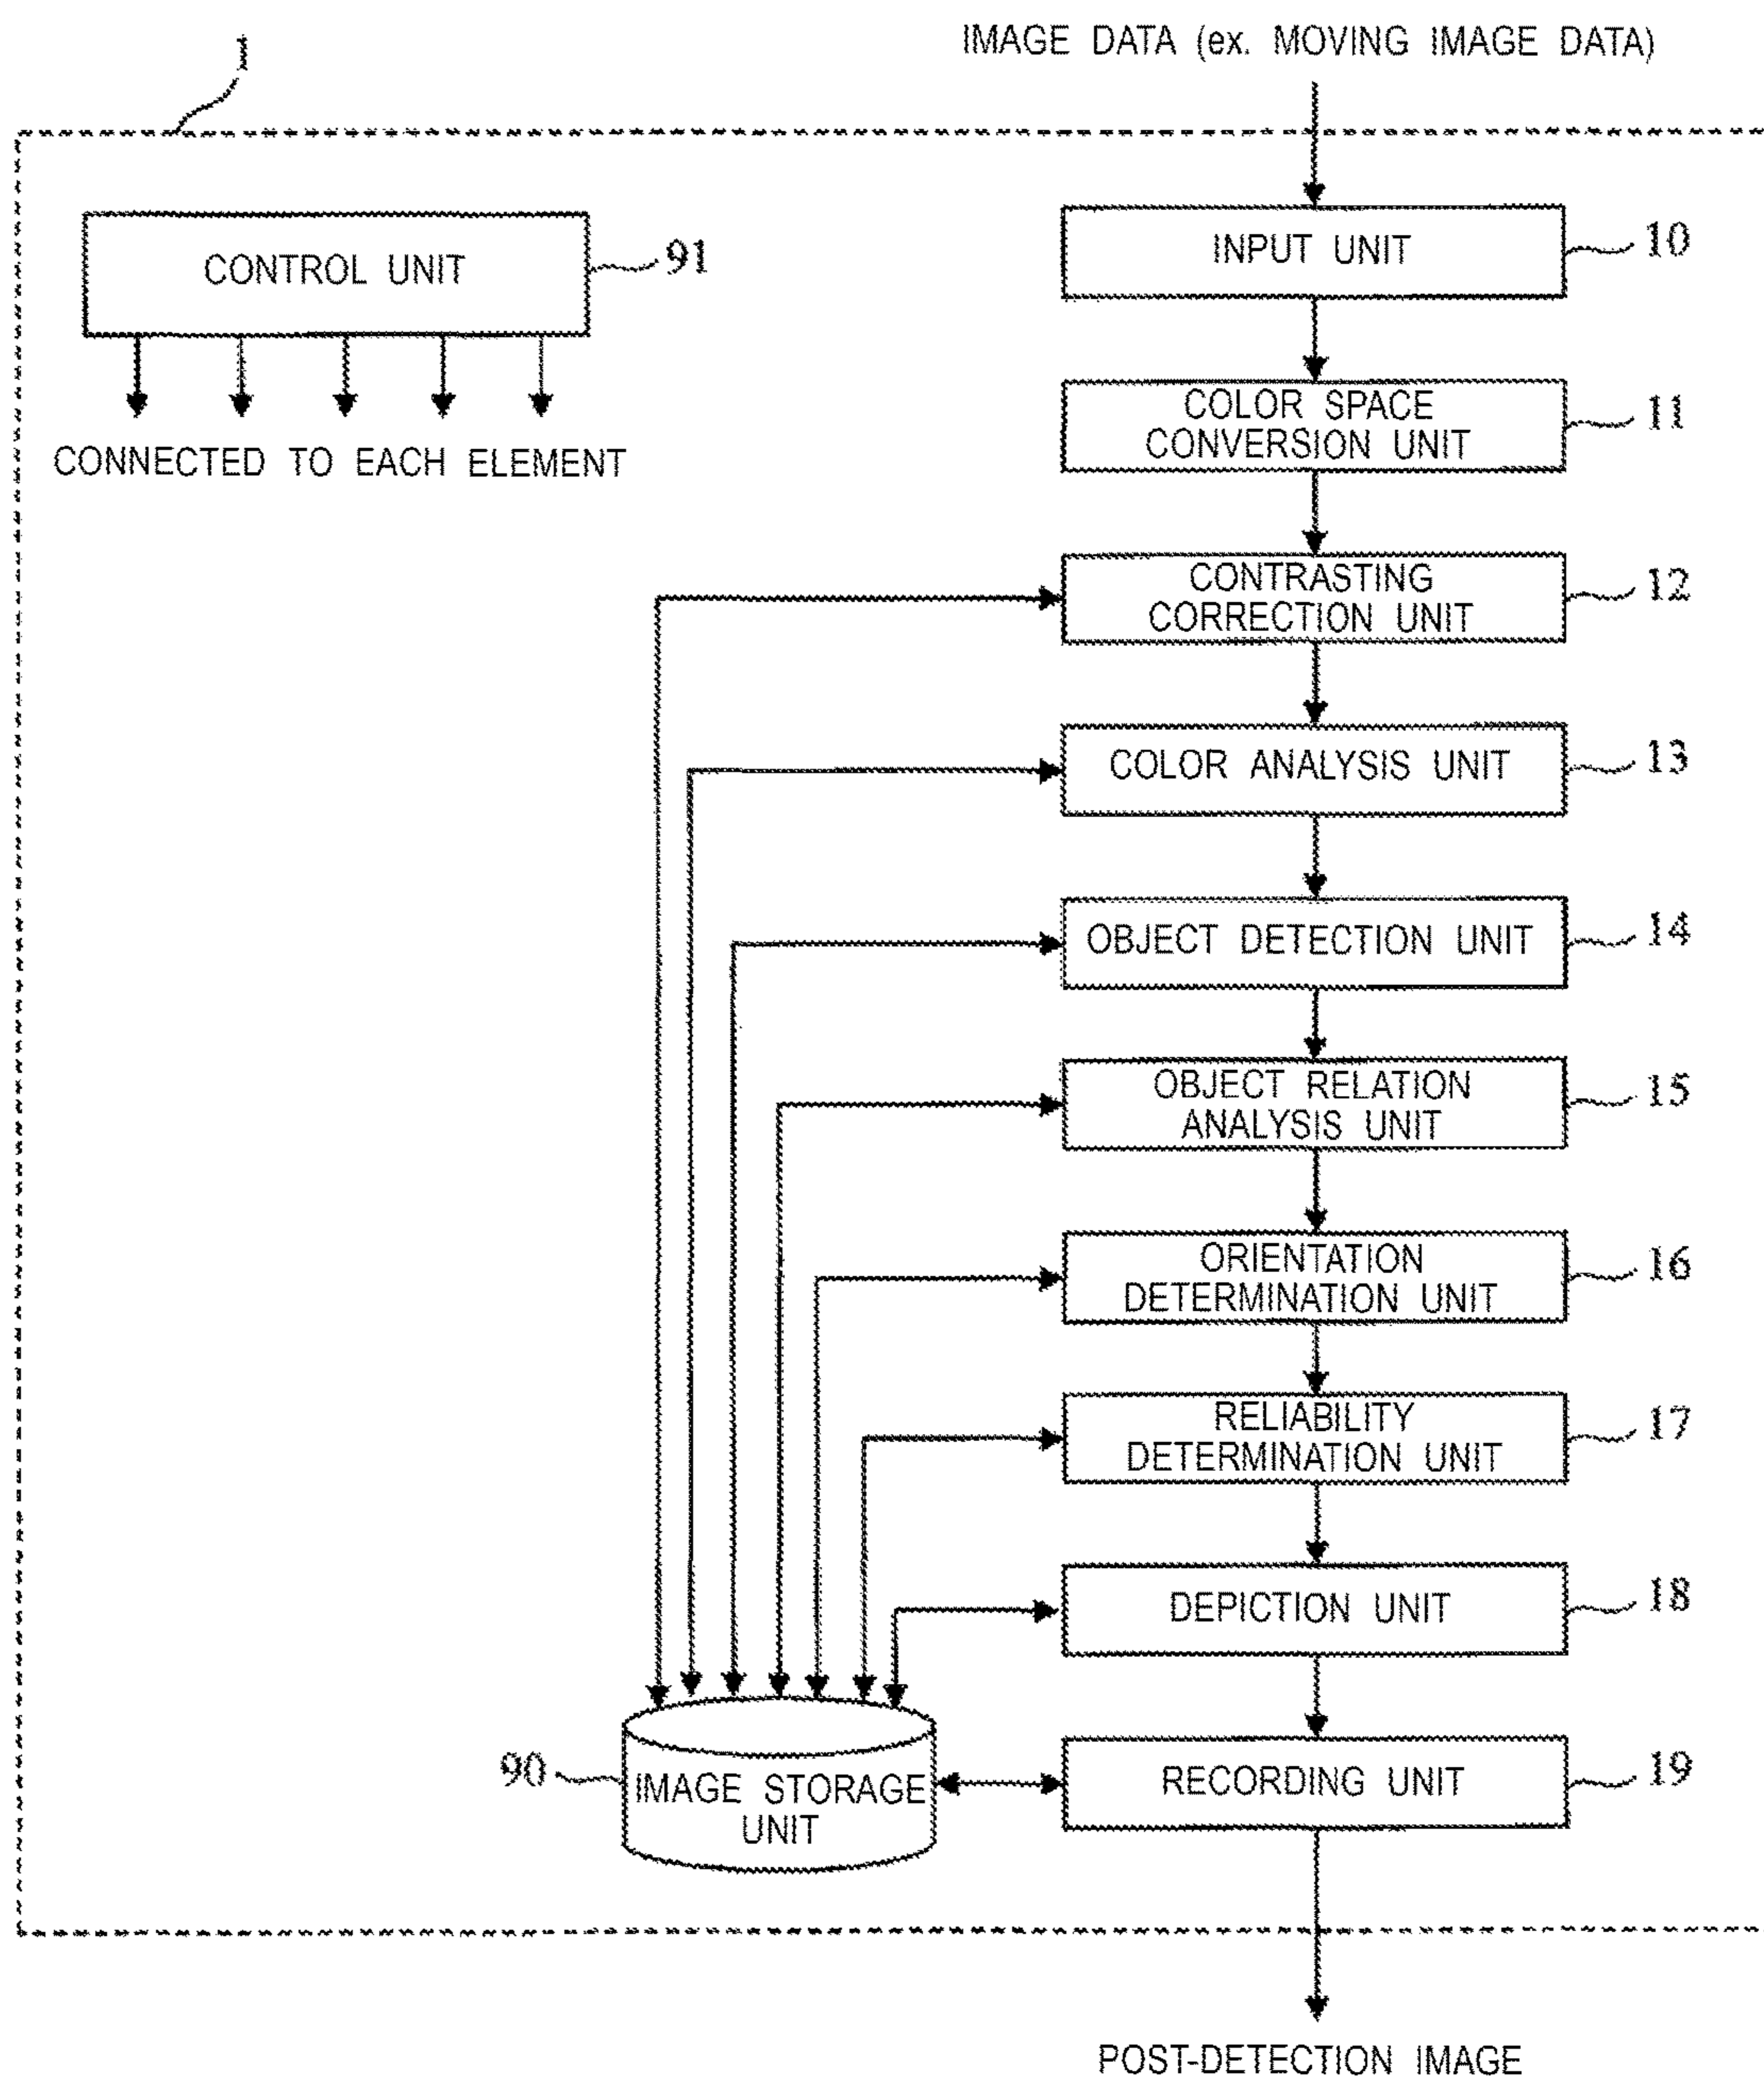 IMAGE DATA (ex. MOVING IMAGE DATA)
1
CONTROL UNIT
91
CONNECTED TO EACH ELEMENT
INPUT UNIT
10
COLOR SPACE
CONVERSION UNIT
11
CONTRASTING
CORRECTION UNIT
12
COLOR ANALYSIS UNIT
13
OBJECT DETECTION UNIT
14
OBJECT RELATION
ANALYSIS UNIT
15
ORIENTATION
DETERMINATION UNIT
16
RELIABILITY
DETERMINATION UNIT
17
DEPICTION UNIT
18
90
IMAGE STORAGE
UNIT
RECORDING UNIT
19
POST-DETECTION IMAGE